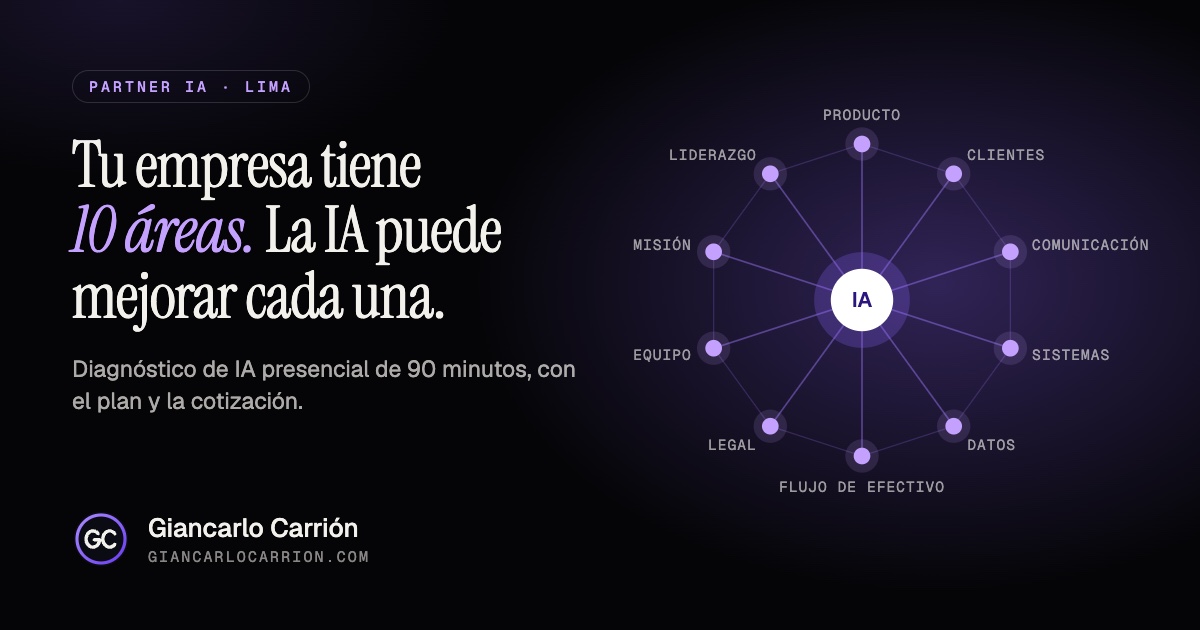 PARTNER IA · LIMA
Tu empresa tiene
10 áreas. La IA puede
mejorar cada una.
Diagnóstico de IA presencial de 90 minutos, con
el plan y la cotización.
GC
Giancarlo Carrión
GIANCARLOCARRION.COM
PRODUCTO
LIDERAZGO
CLIENTES
MISIÓN
COMUNICACIÓN
IA
EQUIPO
SISTEMAS
LEGAL
DATOS
FLUJO DE EFECTIVO